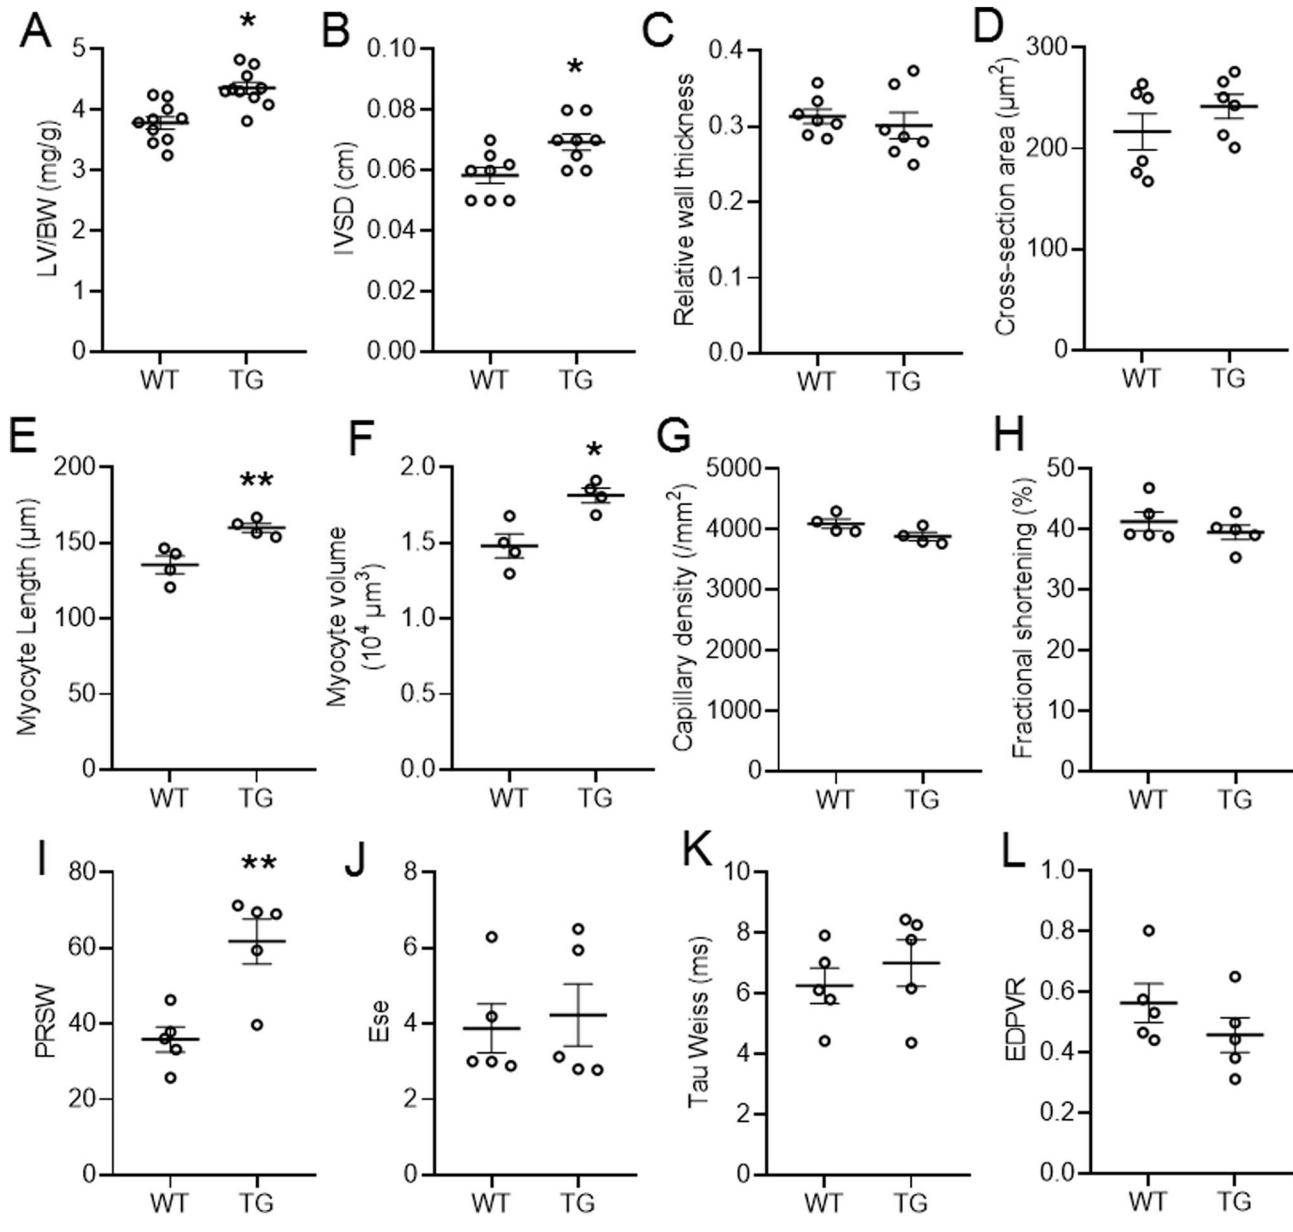 A
*
LV/BW (mg/g)
5
4
3
2
1
0
WT TG
B
*
IVSD (cm)
0.10
0.08
0.06
0.04
0.02
0.00
WT TG
C
Relative wall thickness
0.4
0.3
0.2
0.1
0.0
WT TG
D
Cross-section area (µm²)
300
200
100
0
WT TG
E
**
Myocyte Length (µm)
200
150
100
50
0
WT TG
F
*
Myocyte volume
(10⁴ µm³)
2.0
1.5
1.0
0.5
0.0
WT TG
G
Capillary density (/mm²)
5000
4000
3000
2000
1000
0
WT TG
H
Fractional shortening (%)
50
40
30
20
10
0
WT TG
I
**
PRSW
80
60
40
20
0
WT TG
J
Ese
8
6
4
2
0
WT TG
K
Tau Weiss (ms)
10
8
6
4
2
0
WT TG
L
EDPVR
1.0
0.8
0.6
0.4
0.2
0.0
WT TG